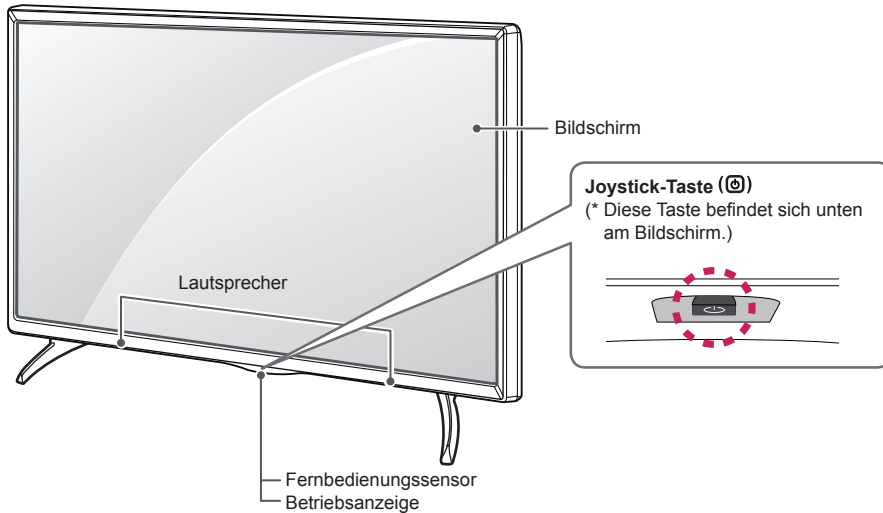 Bildschirm
Joystick-Taste (⏻)
(* Diese Taste befindet sich unten
am Bildschirm.)
Lautsprecher
Fernbedienungssensor
Betriebsanzeige